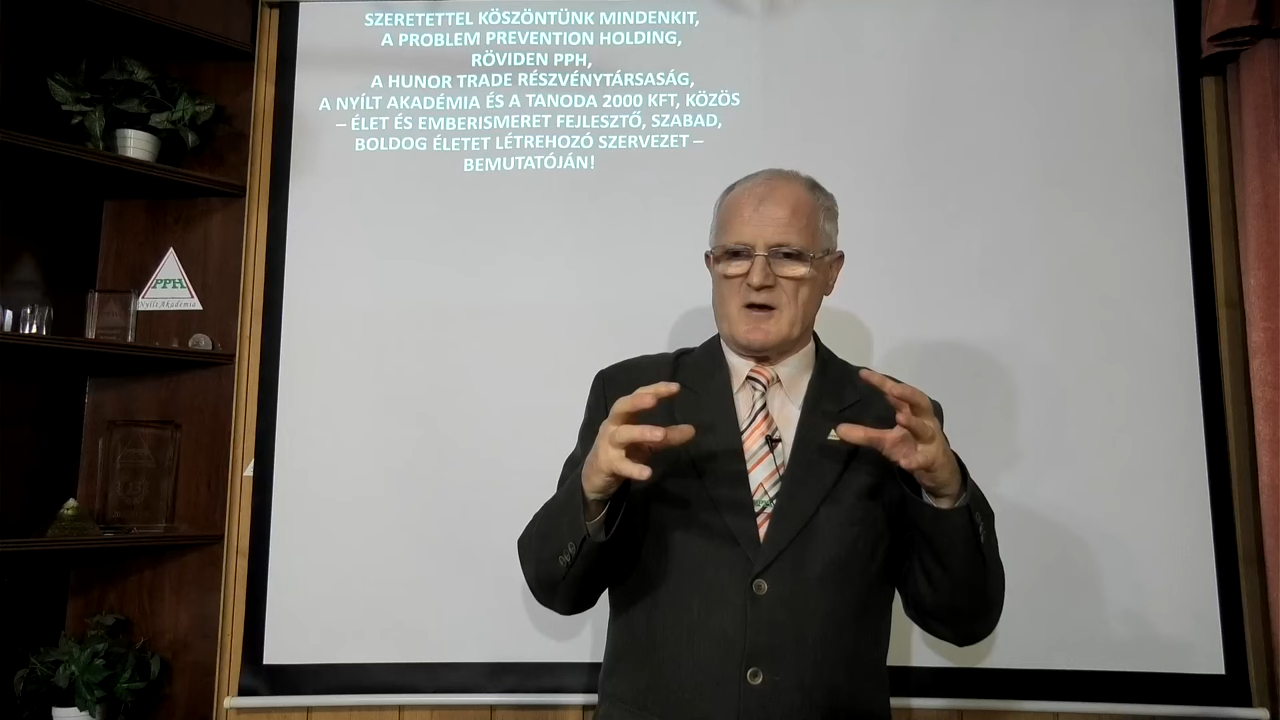 SZERETETTEL KÖSZÖNTÜNK MINDENKIT,
A PROBLEM PREVENTION HOLDING,
RÖVIDEN PPH,
A HUNOR TRADE RÉSZVÉNYTÁRSASÁG,
A NYÍLT AKADÉMIA ÉS A TANODA 2000 KFT, KÖZÖS
– ÉLET ÉS EMBERISMERET FEJLESZTŐ, SZABAD,
BOLDOG ÉLETET LÉTREHOZÓ SZERVEZET –
BEMUTATÓJÁN!
PPH
Nyílt Akadémia